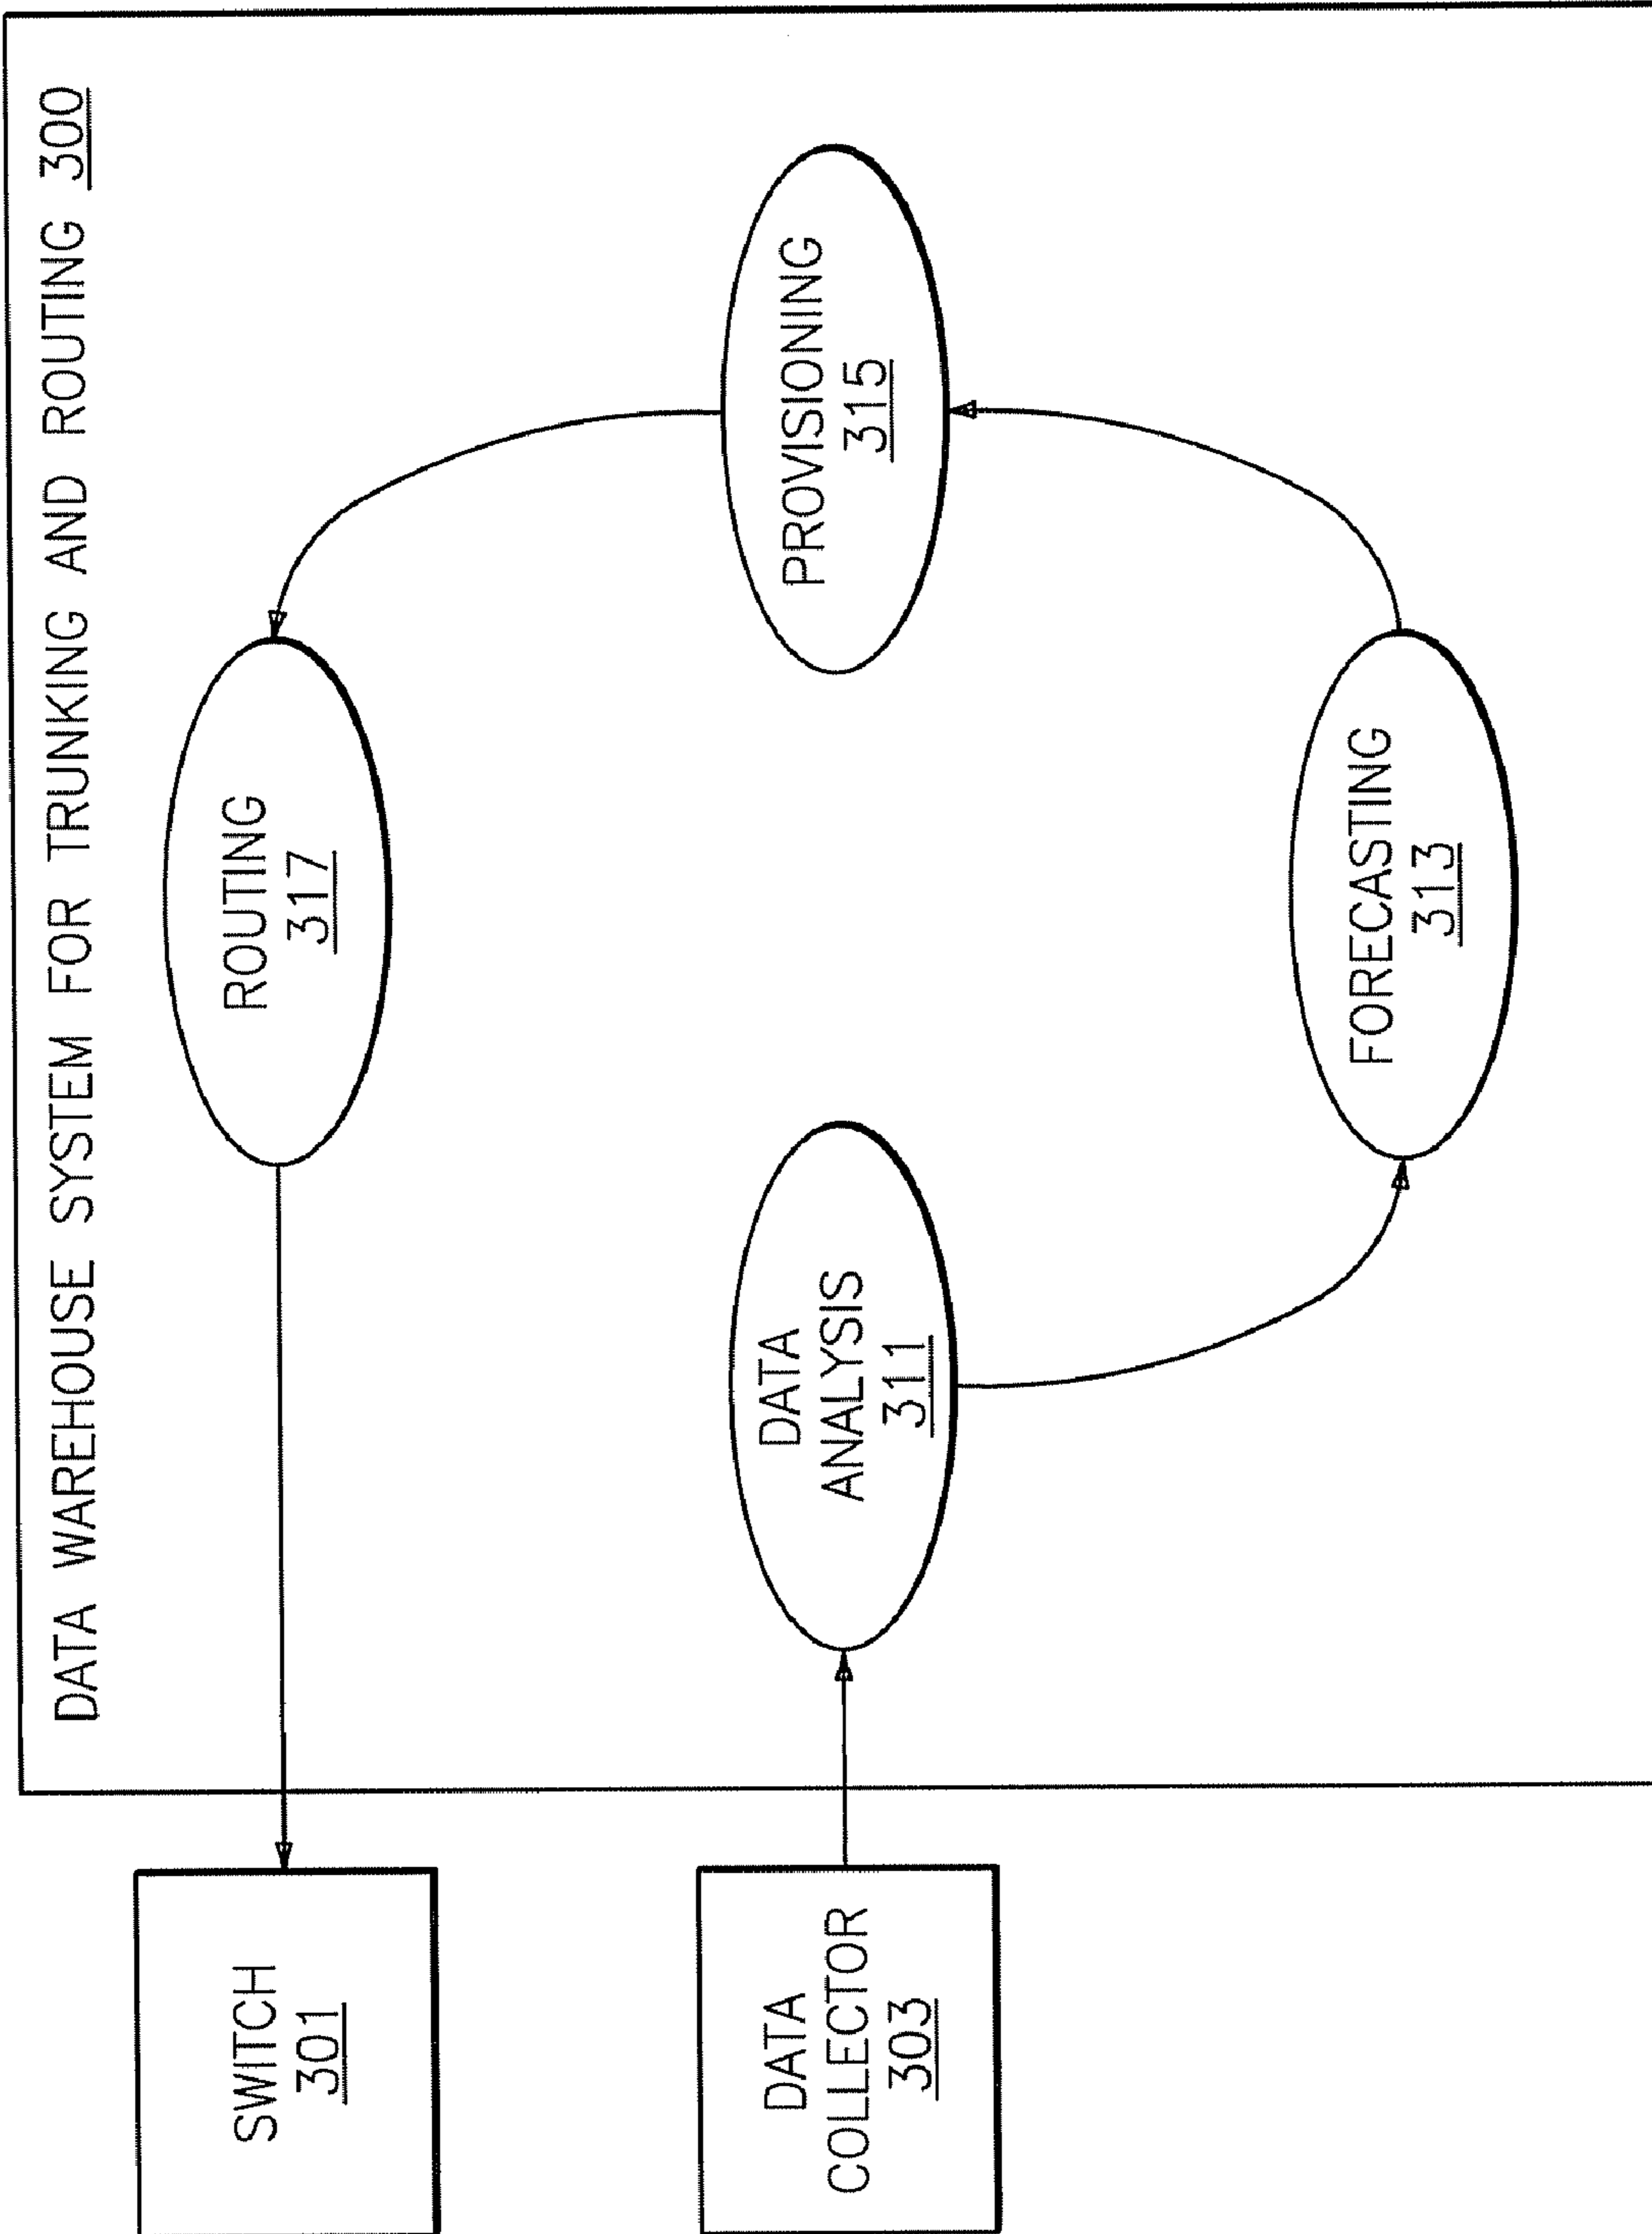 DATA WAREHOUSE SYSTEM FOR TRUNKING AND ROUTING 300
SWITCH
301
ROUTING
317
DATA
COLLECTOR
303
DATA
ANALYSIS
311
PROVISIONING
315
FORECASTING
313